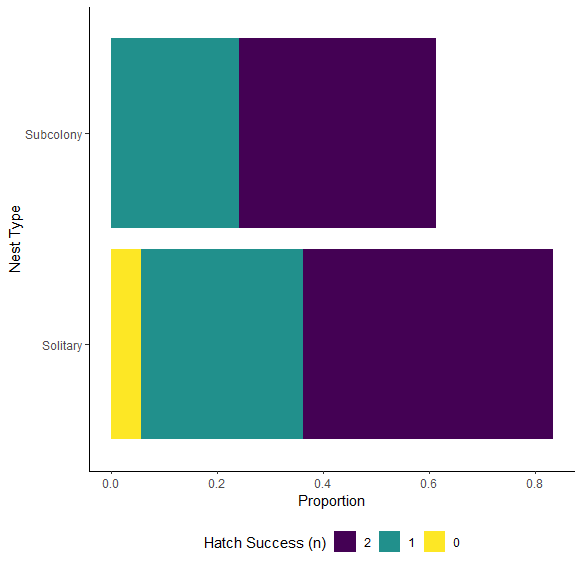 Nest Type
Subcolony
Solitary
0.0 0.2 0.4 0.6 0.8
Proportion
Hatch Success (n) 2 1 0